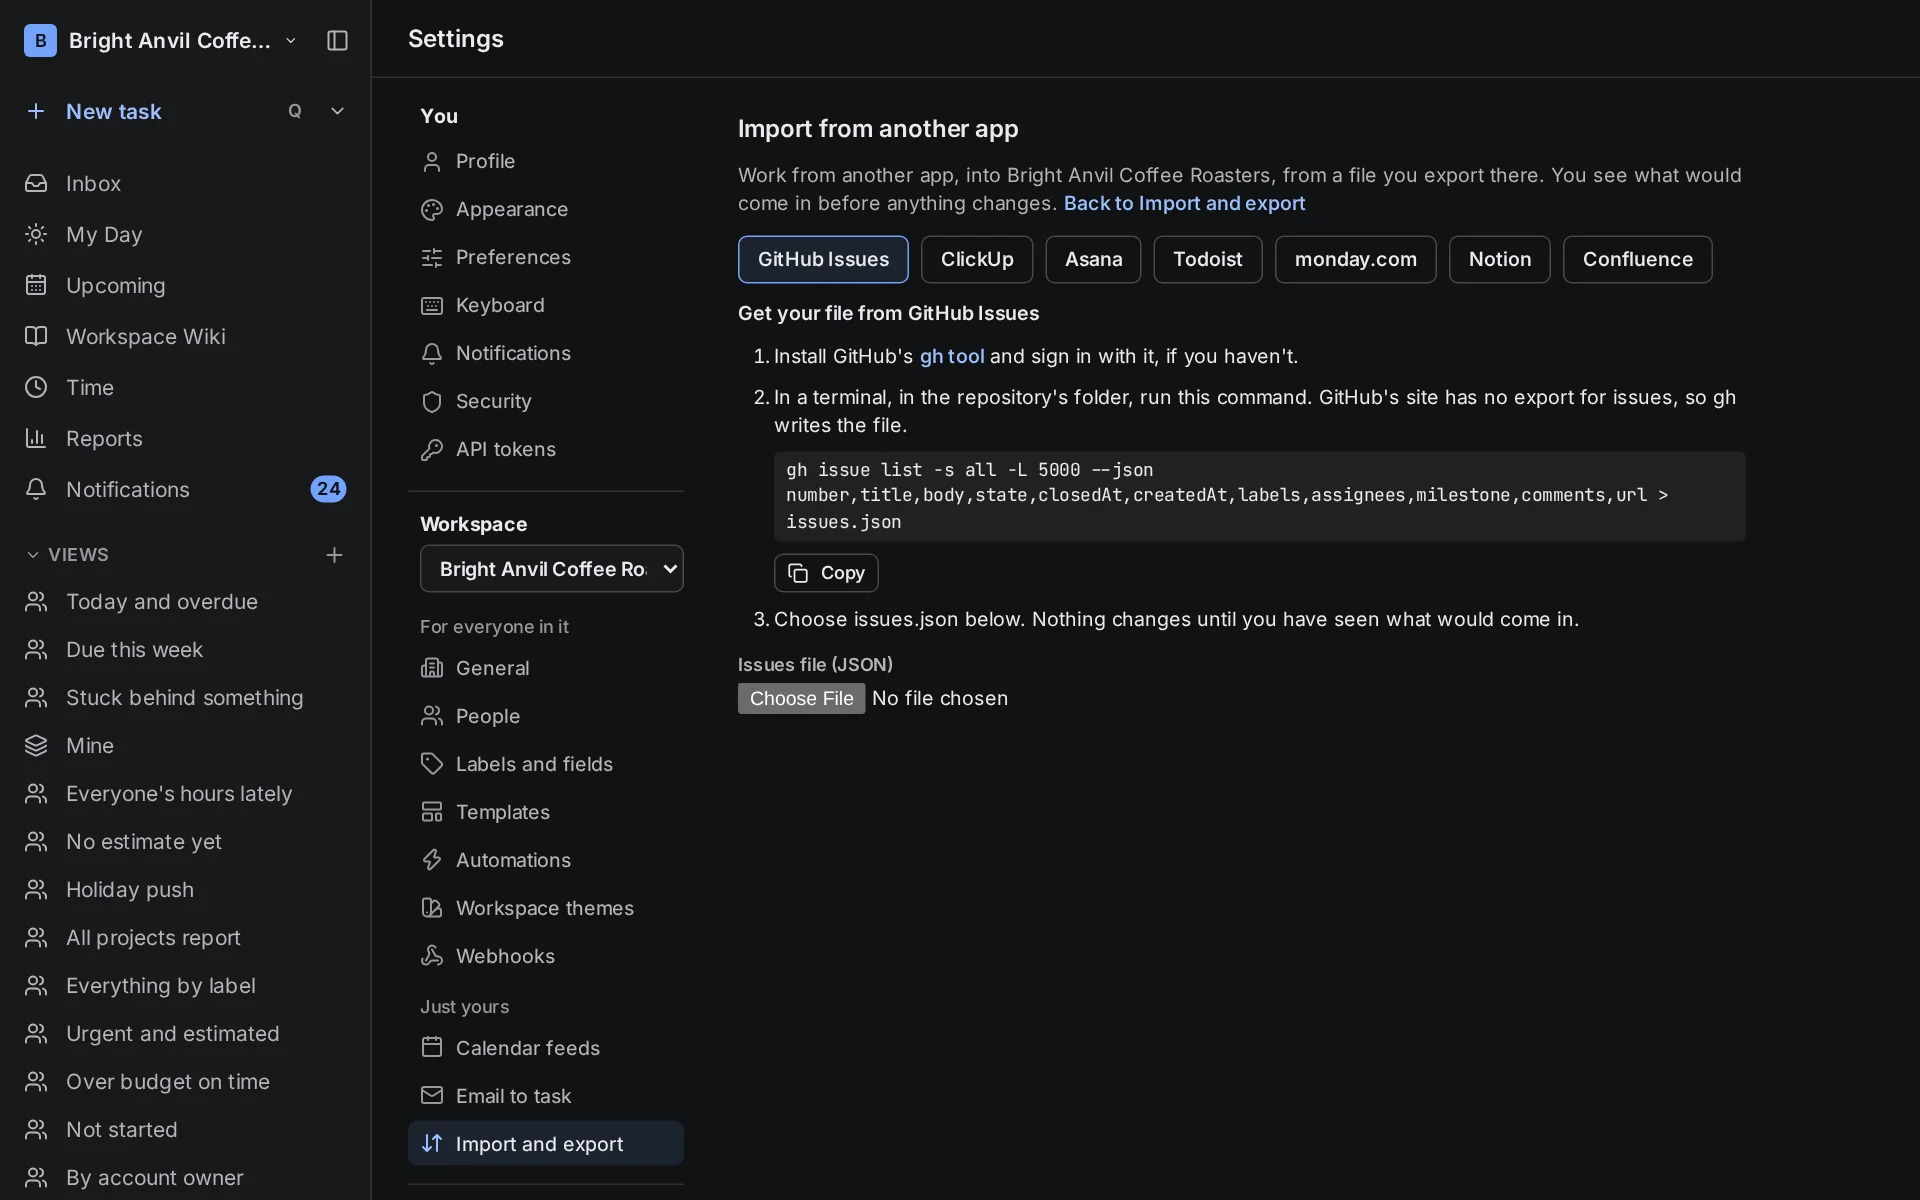 B Bright Anvil Coffe...
New task Q
Inbox
My Day
Upcoming
Workspace Wiki
Time
Reports
Notifications 24
VIEWS
Today and overdue
Due this week
Stuck behind something
Mine
Everyone's hours lately
No estimate yet
Holiday push
All projects report
Everything by label
Urgent and estimated
Over budget on time
Not started
By account owner
Settings
You
Profile
Appearance
Preferences
Keyboard
Notifications
Security
API tokens
Workspace
Bright Anvil Coffee Ro
For everyone in it
General
People
Labels and fields
Templates
Automations
Workspace themes
Webhooks
Just yours
Calendar feeds
Email to task
Import and export
Import from another app
Work from another app, into Bright Anvil Coffee Roasters, from a file you export there. You see what would
come in before anything changes. Back to Import and export
GitHub Issues ClickUp Asana Todoist monday.com Notion Confluence
Get your file from GitHub Issues
1. Install GitHub's gh tool and sign in with it, if you haven't.
2. In a terminal, in the repository's folder, run this command. GitHub's site has no export for issues, so gh
writes the file.
gh issue list -s all -L 5000 --json
number,title,body,state,closedAt,createdAt,labels,assignees,milestone,comments,url >
issues.json
Copy
3. Choose issues.json below. Nothing changes until you have seen what would come in.
Issues file (JSON)
Choose File No file chosen